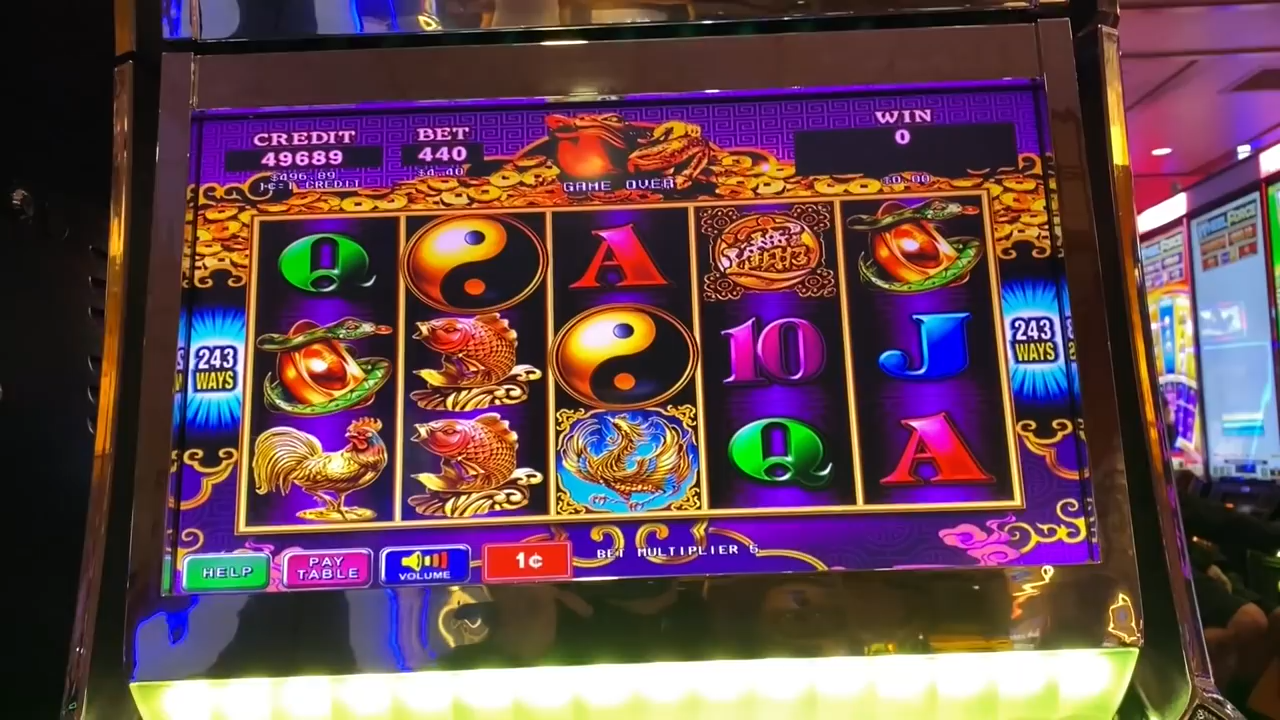 CREDIT
49689
$496.89
1¢=1 CREDIT
BET
440
$4.40
WIN
0
$0.00
GAME OVER
Q
A
10
J
Q
A
243
WAYS
243
WAYS
HELP
PAY
TABLE
VOLUME
1¢
BET MULTIPLIER 5